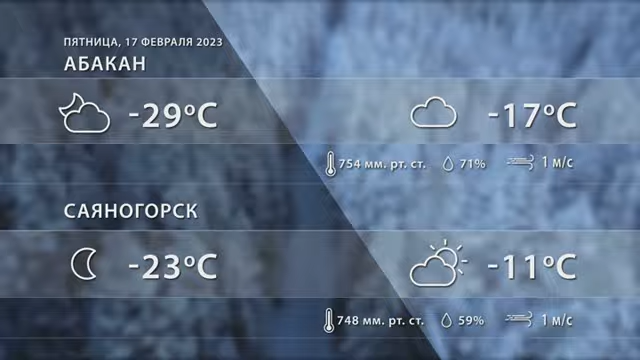 ПЯТНИЦА, 17 ФЕВРАЛЯ 2023
АБАКАН
-29°C
-17°C
754 мм. рт. ст. 71% 1 м/с
САЯНОГОРСК
-23°C
-11°C
748 мм. рт. ст. 59% 1 м/с